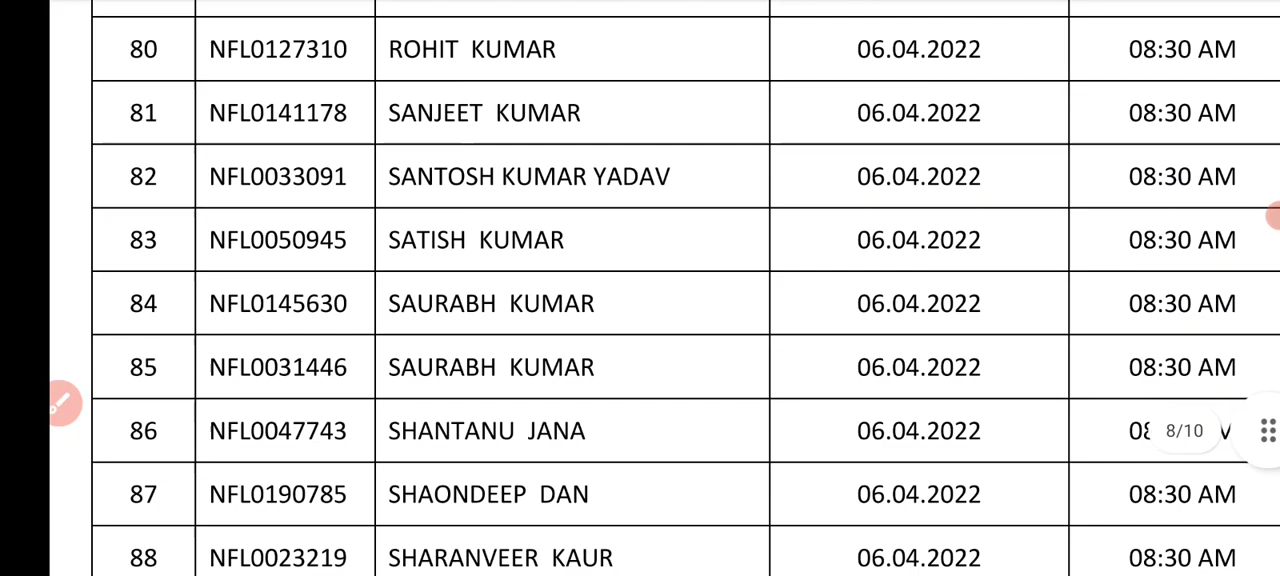 80 NFL0127310 ROHIT KUMAR 06.04.2022 08:30 AM
81 NFL0141178 SANJEET KUMAR 06.04.2022 08:30 AM
82 NFL0033091 SANTOSH KUMAR YADAV 06.04.2022 08:30 AM
83 NFL0050945 SATISH KUMAR 06.04.2022 08:30 AM
84 NFL0145630 SAURABH KUMAR 06.04.2022 08:30 AM
85 NFL0031446 SAURABH KUMAR 06.04.2022 08:30 AM
86 NFL0047743 SHANTANU JANA 06.04.2022 8/10
87 NFL0190785 SHAONDEEP DAN 06.04.2022 08:30 AM
88 NFL0023219 SHARANVEER KAUR 06.04.2022 08:30 AM